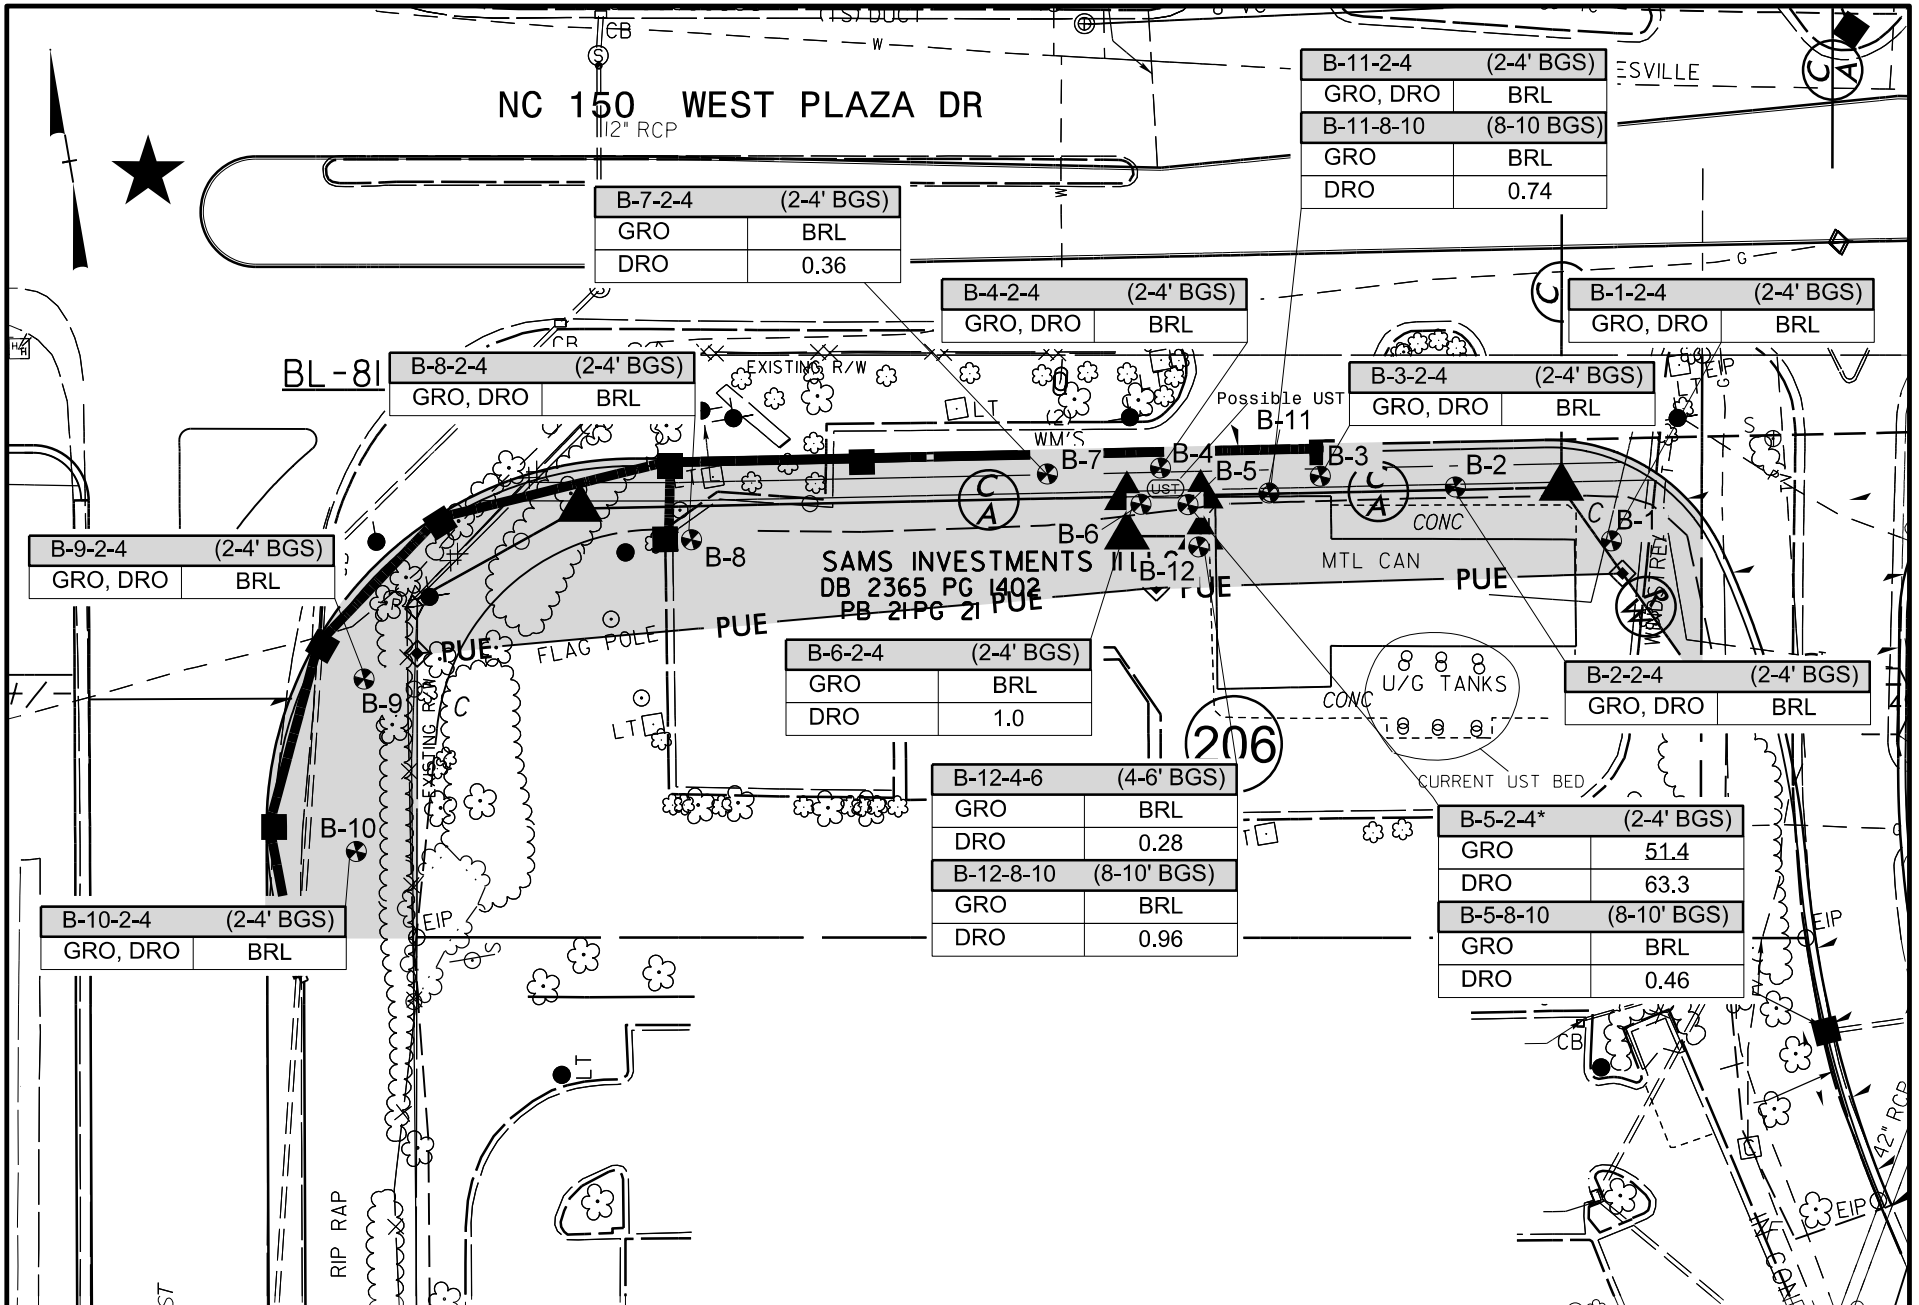 (TS) DUCT
CB
S
W
NC 150 WEST PLAZA DR
12" RCP
W
ESVILLE
C
A
B-11-2-4 (2-4' BGS)
GRO, DRO BRL
B-11-8-10 (8-10 BGS)
GRO BRL
DRO 0.74
B-7-2-4 (2-4' BGS)
GRO BRL
DRO 0.36
G
C
B-4-2-4 (2-4' BGS)
GRO, DRO BRL
B-1-2-4 (2-4' BGS)
GRO, DRO BRL
S
CB
BL-81
B-8-2-4 (2-4' BGS)
GRO, DRO BRL
EXISTING R/W
EIP
B-3-2-4 (2-4' BGS)
GRO, DRO BRL
LT
(2)
WM'S
Possible UST
B-11
B-7
B-4
B-5
B-3
B-2
UST
C
A
C
A
CONC
C
B-1
B-6
B-8
B-12
SAMS INVESTMENTS
DB 2365 PG 1402
PB 21 PG 21
MTL CAN
PUE
PUE
PUE
PUE
PUE
FLAG POLE
B-9-2-4 (2-4' BGS)
GRO, DRO BRL
B-9
EXISTING R/W
C
LT
B-6-2-4 (2-4' BGS)
GRO BRL
DRO 1.0
U/G TANKS
CONC
B-2-2-4 (2-4' BGS)
GRO, DRO BRL
206
CURRENT UST BED
B-12-4-6 (4-6' BGS)
GRO BRL
DRO 0.28
B-12-8-10 (8-10' BGS)
GRO BRL
DRO 0.96
B-5-2-4* (2-4' BGS)
GRO 51.4
DRO 63.3
B-5-8-10 (8-10' BGS)
GRO BRL
DRO 0.46
B-10
B-10-2-4 (2-4' BGS)
GRO, DRO BRL
EIP
S
EIP
CB
LT
42" RCP
EIP
RIP RAP